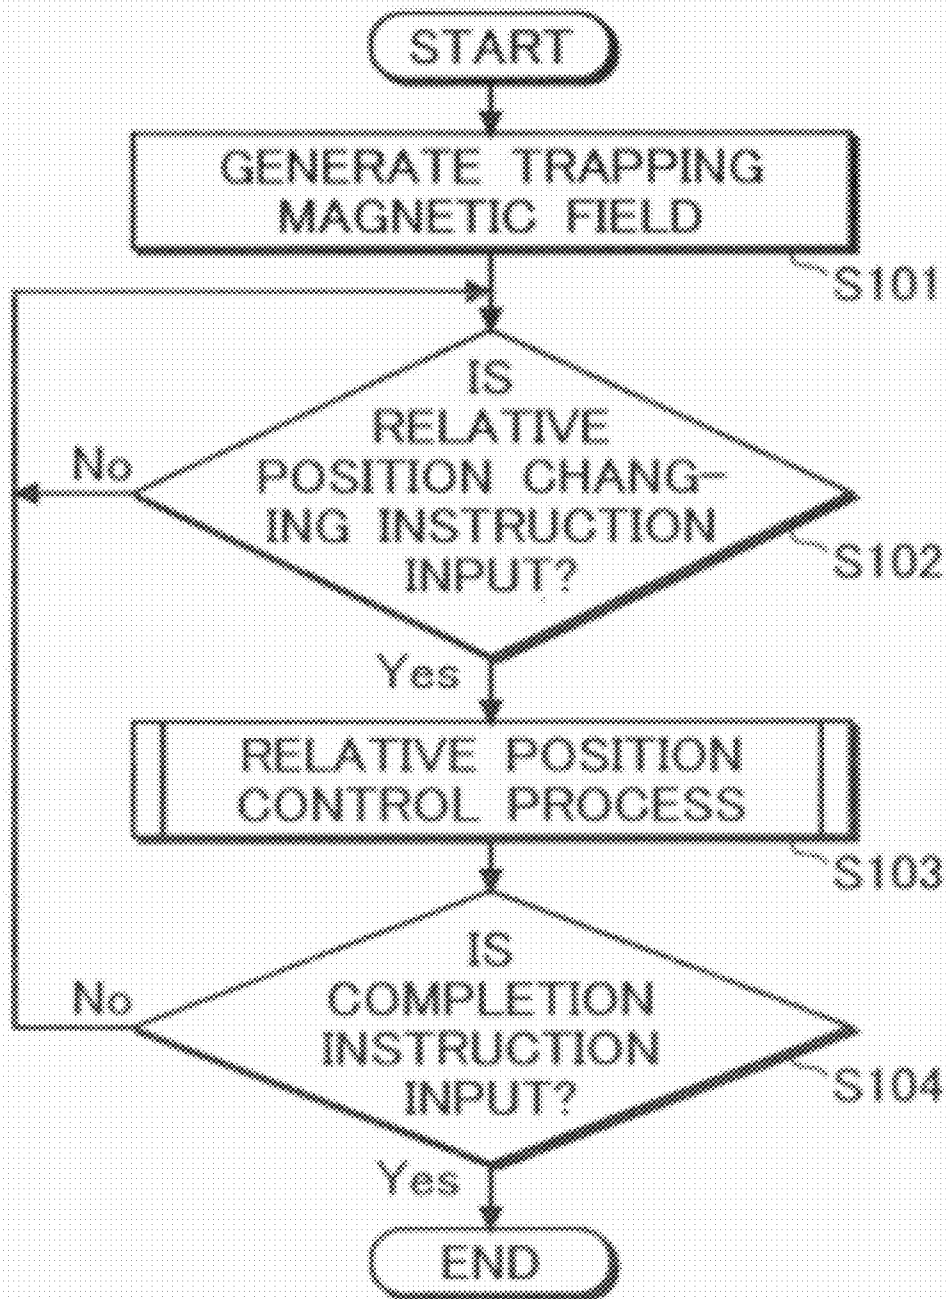 START
GENERATE TRAPPING
MAGNETIC FIELD
S101
IS
RELATIVE
POSITION CHANG-
ING INSTRUCTION
INPUT?
No
S102
Yes
RELATIVE POSITION
CONTROL PROCESS
S103
IS
COMPLETION
INSTRUCTION
INPUT?
No
S104
Yes
END